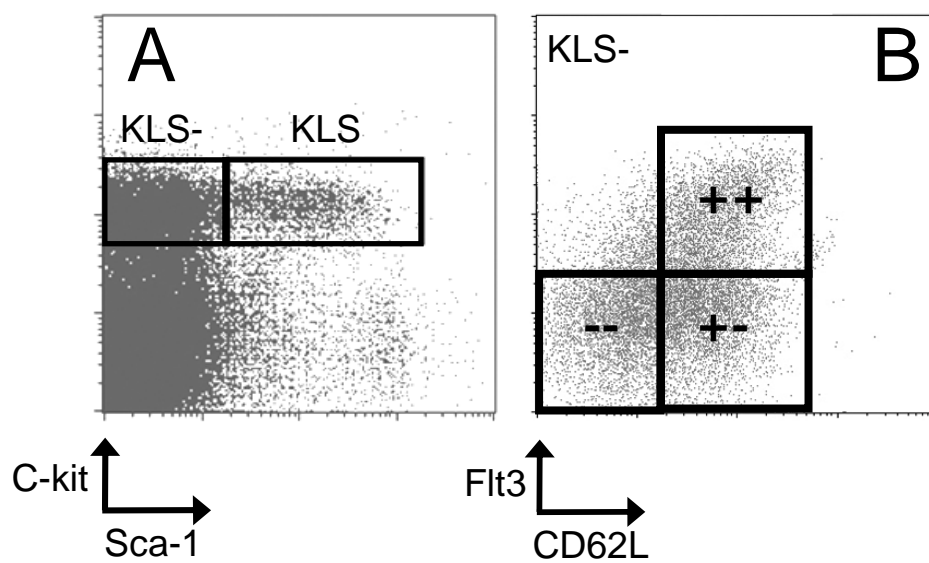 A
KLS-
KLS
C-kit
Sca-1
KLS-
B
++
--
+-
Flt3
CD62L